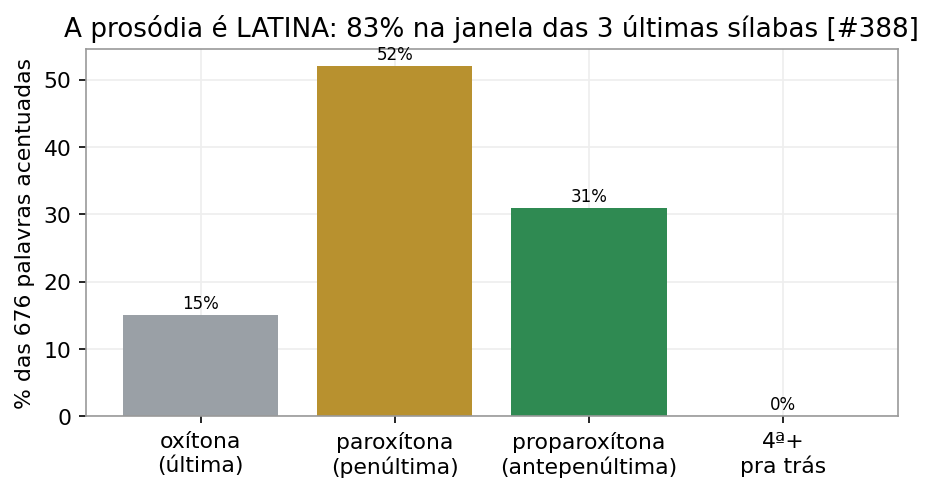 A prosódia é LATINA: 83% na janela das 3 últimas sílabas [#388]
% das 676 palavras acentuadas
50
40
30
20
10
0
15%
52%
31%
0%
oxítona
(última)
paroxítona
(penúltima)
proparoxítona
(antepenúltima)
4ª+
pra trás